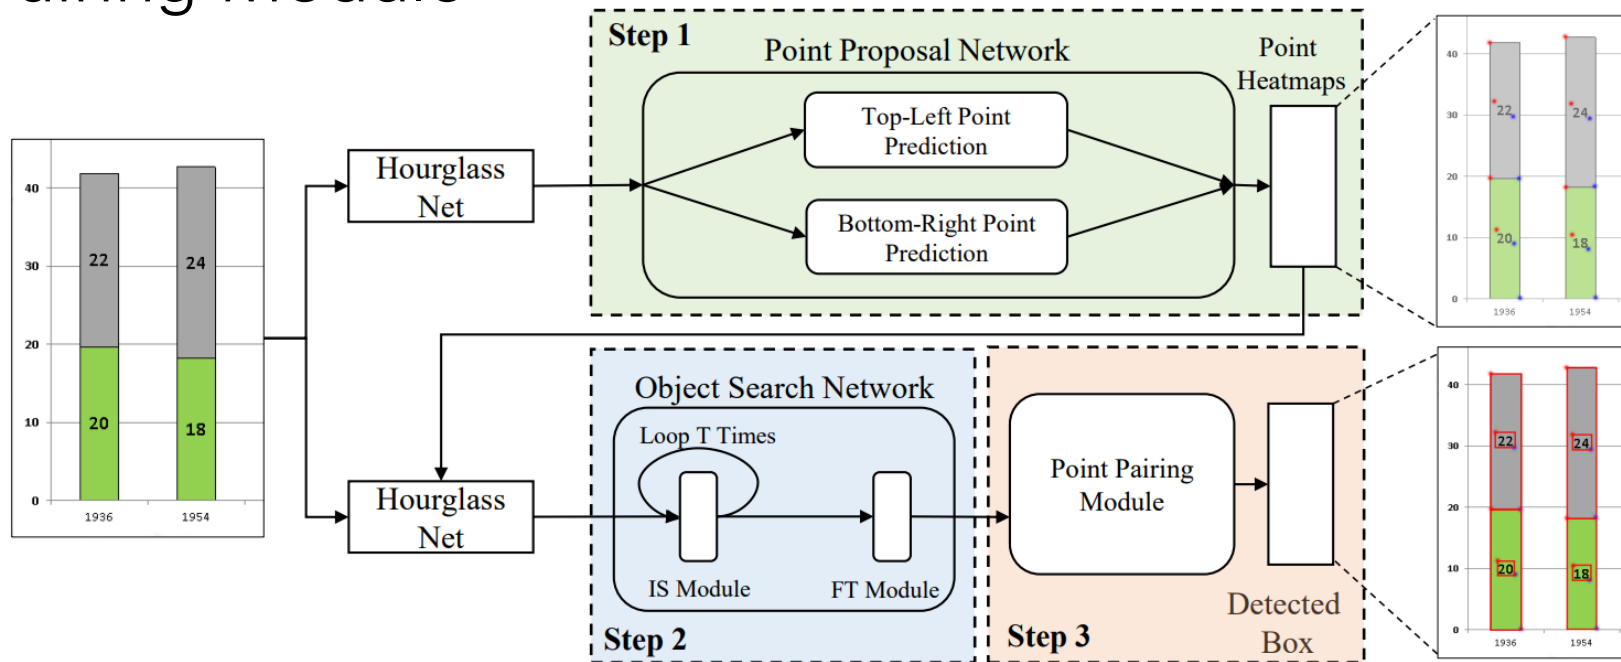 airing Module
Step 1
Point Proposal Network
Point
Heatmaps
Top-Left Point
Prediction
Bottom-Right Point
Prediction
Hourglass
Net
40
30
20
10
0
22
24
20
18
1936
1954
40
30
20
10
0
22
24
20
18
1936
1954
Object Search Network
Loop T Times
IS Module
FT Module
Step 2
Hourglass
Net
Point Pairing
Module
Step 3
Detected
Box
40
30
20
10
0
22
24
20
18
1936
1954